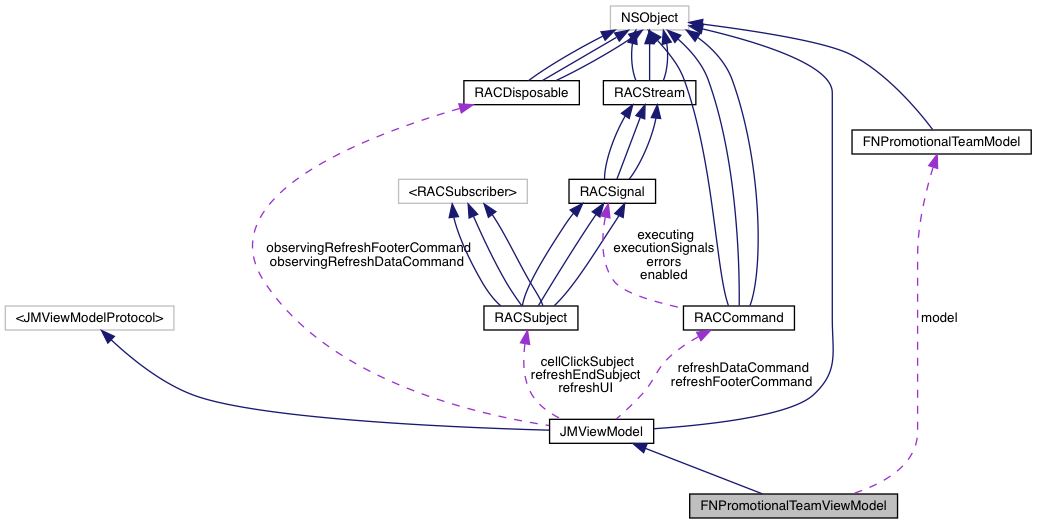 NSObject
RACDisposable
RACStream
FNPromotionalTeamModel
<RACSubscriber>
RACSignal
executing
executionSignals
errors
enabled
observingRefreshFooterCommand
observingRefreshDataCommand
<JMViewModelProtocol>
RACSubject
RACCommand
model
cellClickSubject
refreshEndSubject
refreshUI
refreshDataCommand
refreshFooterCommand
JMViewModel
FNPromotionalTeamViewModel